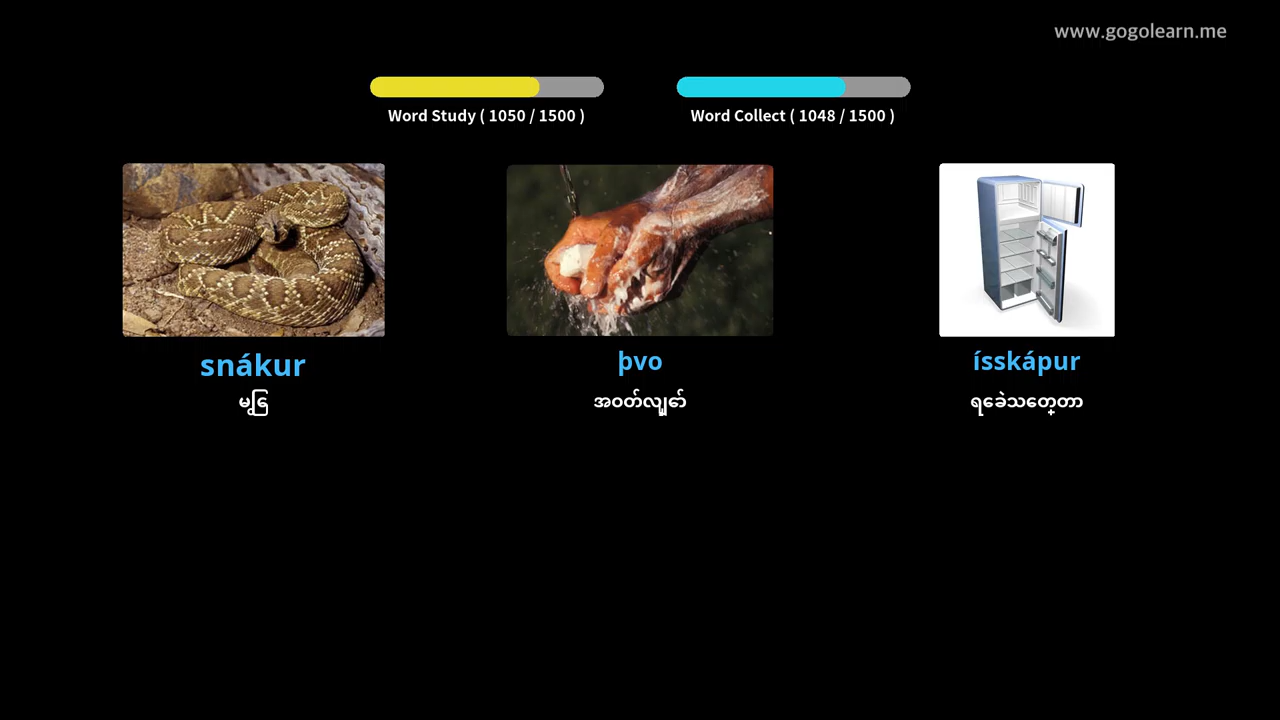 www.gogolearn.me
Word Study ( 1050 / 1500 )
Word Collect ( 1048 / 1500 )
snákur
þvo
ísskápur
မြွေ
အဝတ်လျှော်
ရခေဲသတေ္တာ